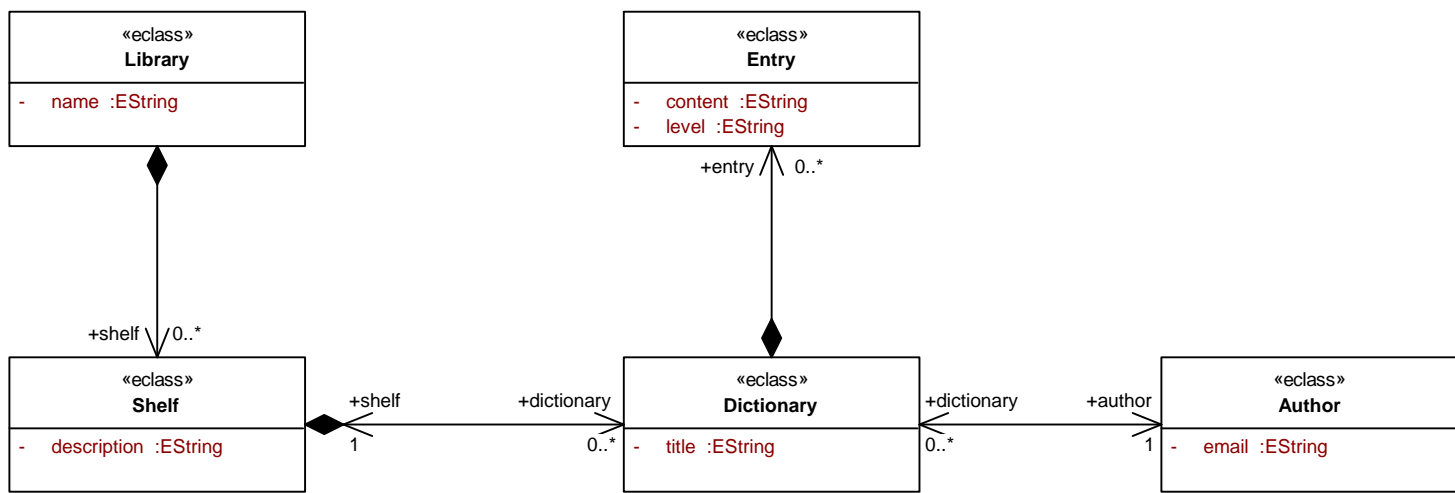 «eclass»
Library
- name :EString
«eclass»
Entry
- content :EString
- level :EString
+entry 0..*
+shelf 0..*
«eclass»
Shelf
- description :EString
+shelf
1
+dictionary
0..*
«eclass»
Dictionary
- title :EString
+dictionary
0..*
+author
1
«eclass»
Author
- email :EString